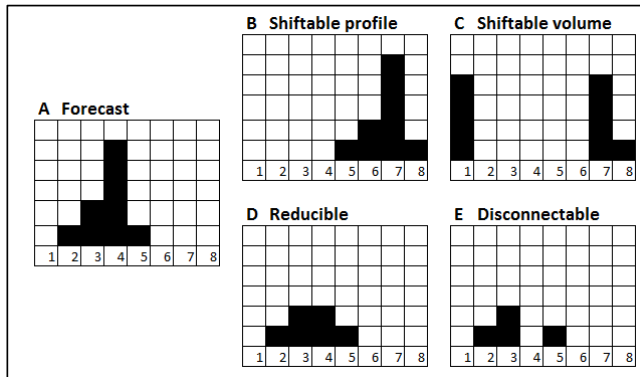 B Shiftable profile
C Shiftable volume
A Forecast
1 2 3 4 5 6 7 8
1 2 3 4 5 6 7 8
D Reducible
E Disconnectable
1 2 3 4 5 6 7 8
1 2 3 4 5 6 7 8
1 2 3 4 5 6 7 8